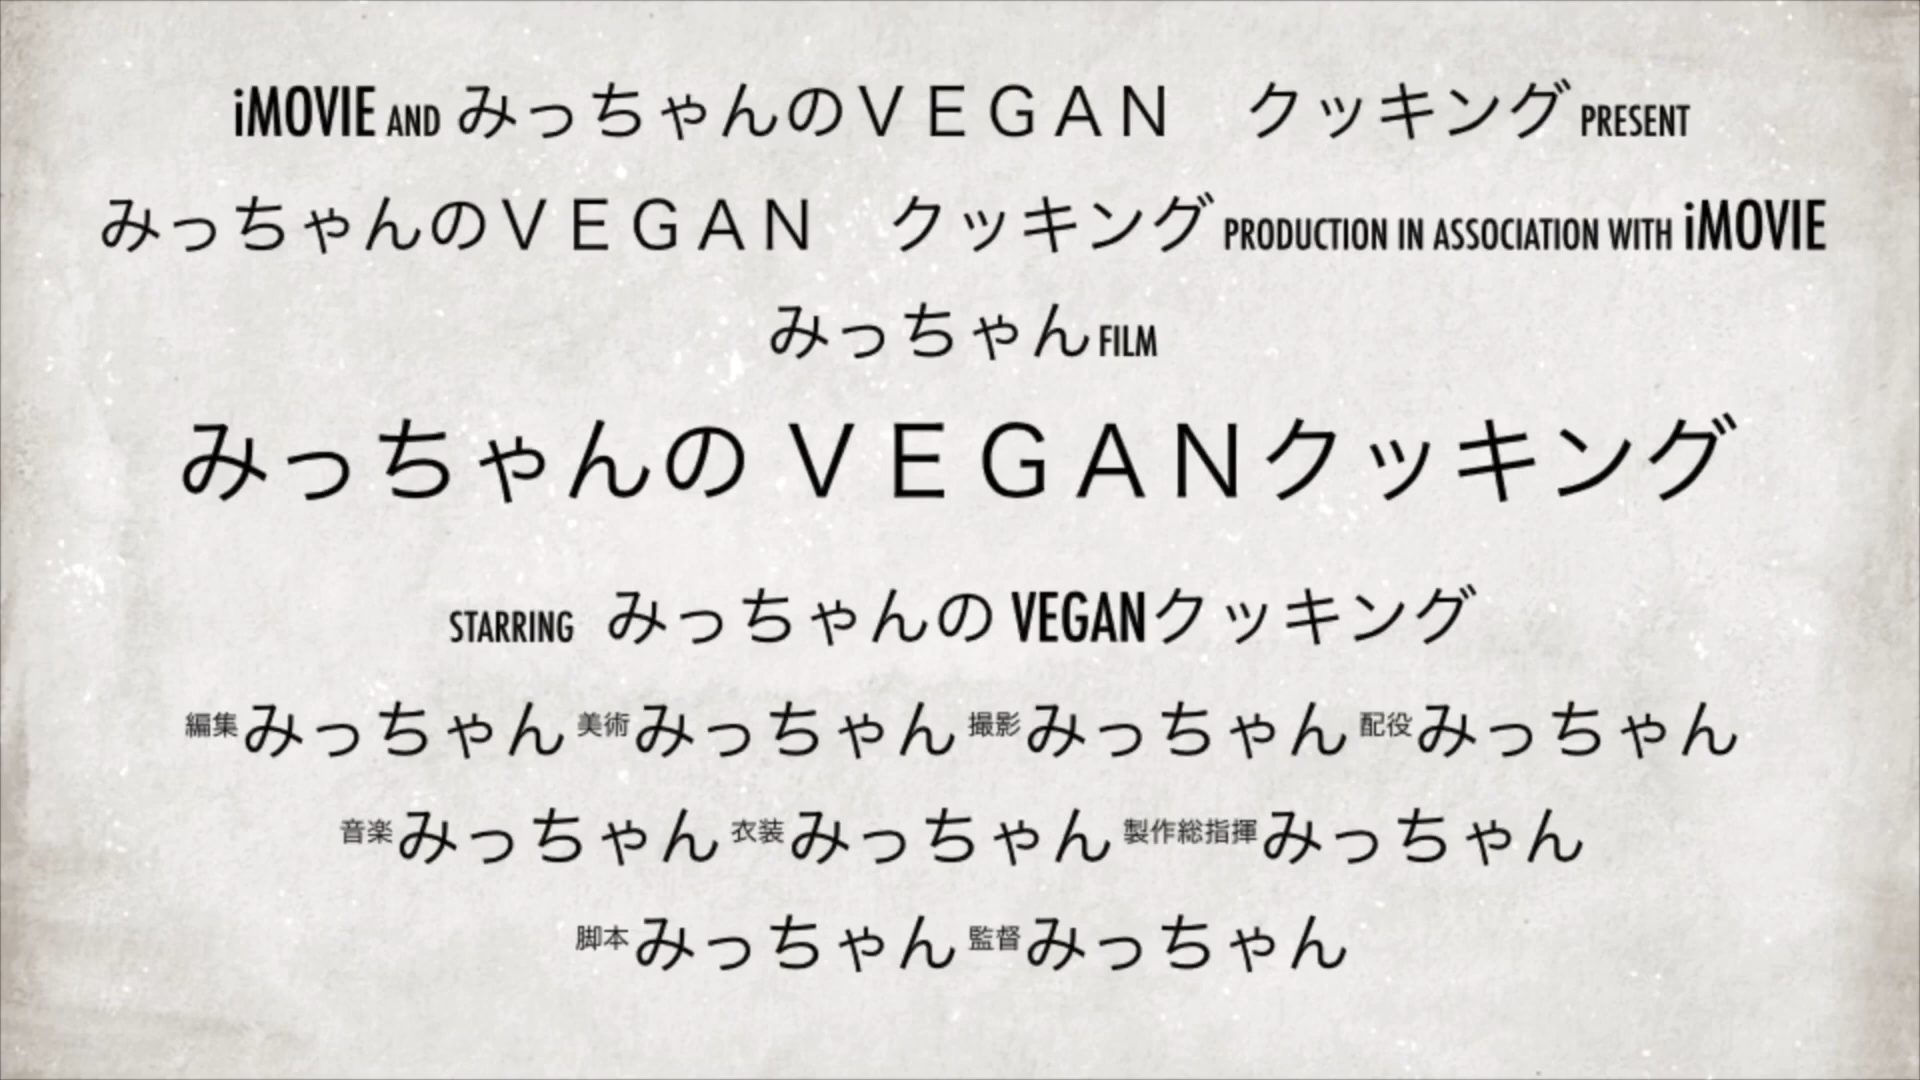 iMOVIE AND みっちゃんのＶＥＧＡＮ　クッキング PRESENT
みっちゃんのＶＥＧＡＮ　クッキング PRODUCTION IN ASSOCIATION WITH iMOVIE
みっちゃん FILM
みっちゃんの ＶＥＧＡＮクッキング
STARRING みっちゃんの VEGANクッキング
編集 みっちゃん 美術 みっちゃん 撮影 みっちゃん 配役 みっちゃん
音楽 みっちゃん 衣装 みっちゃん 製作総指揮 みっちゃん
脚本 みっちゃん 監督 みっちゃん